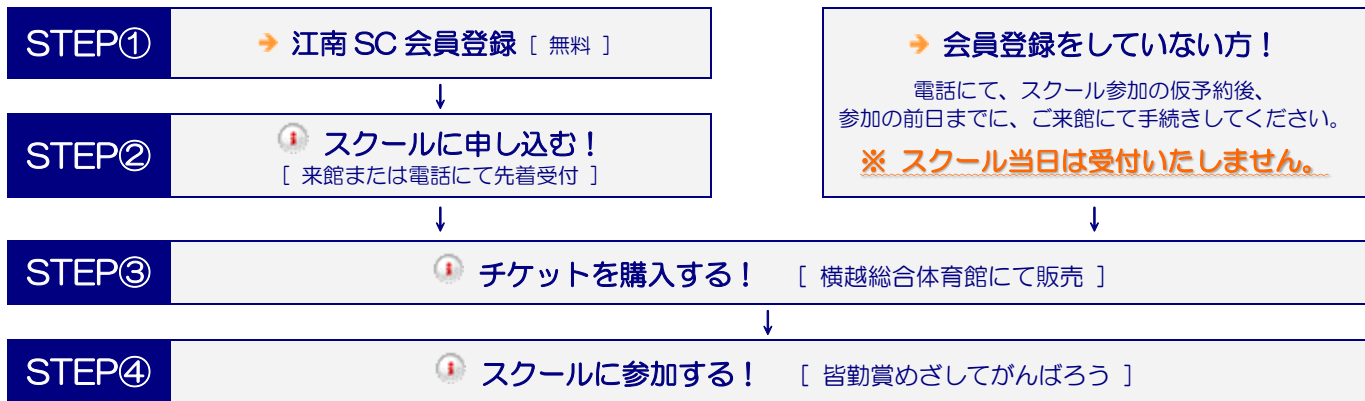 STEP①
江南 SC 会員登録 [ 無料 ]
↓
STEP②
スクールに申し込む！
[ 来館または電話にて先着受付 ]
↓
会員登録をしていない方！
電話にて、スクール参加の仮予約後、
参加の前日までに、ご来館にて手続きしてください。
※ スクール当日は受付いたしません。
↓
STEP③
チケットを購入する！ [ 横越総合体育館にて販売 ]
↓
STEP④
スクールに参加する！ [ 皆勤賞めざしてがんばろう ]